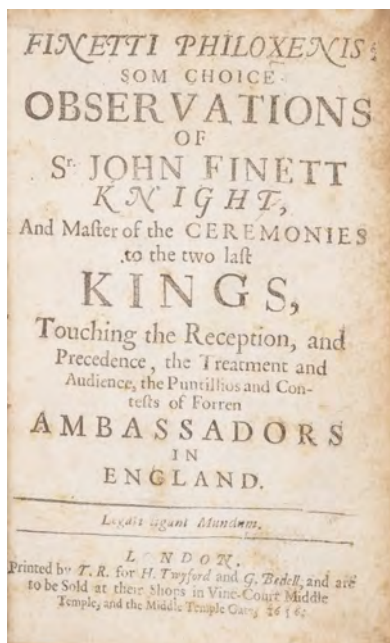 FINETTI PHILOXENIS:
SOM CHOICE
OBSERVATIONS
OF
Sr. JOHN FINETT
KNIGHT,
And Maſter of the CEREMONIES
to the two laſt
KINGS,
Touching the Reception, and
Precedence, the Treatment and
Audience, the Puntillios and Con-
teſts of Forren
AMBASSADORS
IN
ENGLAND.
Legati ligant Mundum.
L NDON,
Printed by T. R. for H. Twyford and G. Bedell, and are
to be Sold at their Shops in Vine-Court Middle
Temple, and the Middle Temple Gate,